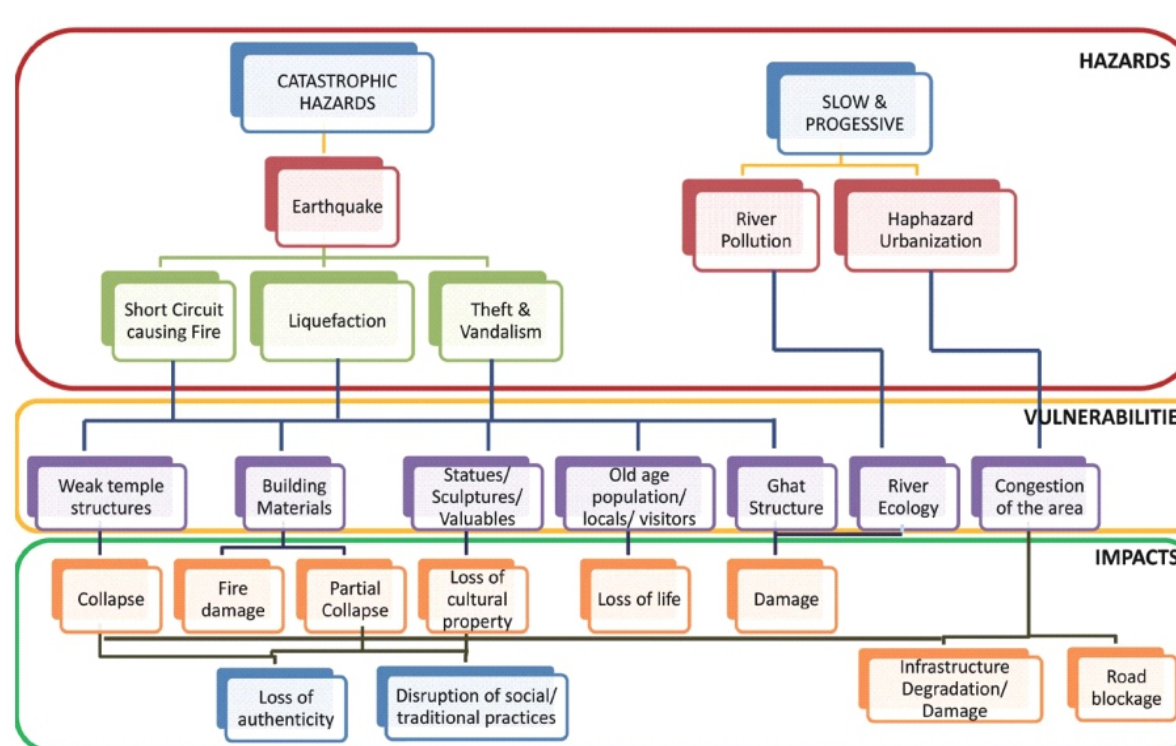 HAZARDS
CATASTROPHIC
HAZARDS
SLOW &
PROGESSIVE
Earthquake
River
Pollution
Haphazard
Urbanization
Short Circuit
causing Fire
Liquefaction
Theft &
Vandalism
VULNERABILITIE
Weak temple
structures
Building
Materials
Statues/
Sculptures/
Valuables
Old age
population/
locals/ visitors
Ghat
Structure
River
Ecology
Congestion
of the area
IMPACTS
Collapse
Fire
damage
Partial
Collapse
Loss of
cultural
property
Loss of life
Damage
Infrastructure
Degradation/
Damage
Road
blockage
Loss of
authenticity
Disruption of social/
traditional practices